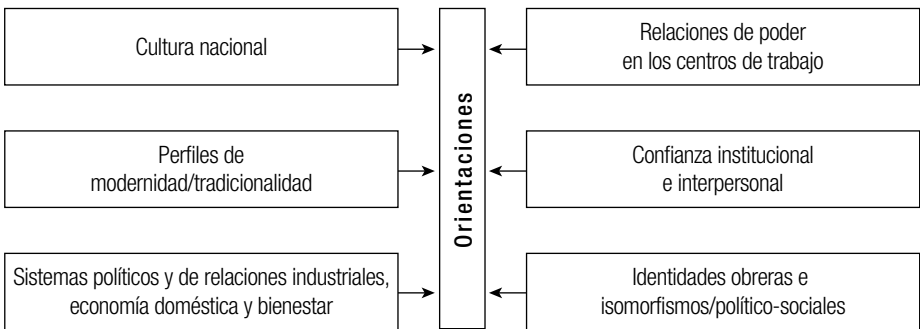 Cultura nacional
Perfiles de
modernidad/tradicionalidad
Sistemas políticos y de relaciones industriales,
economía doméstica y bienestar
Orientaciones
Relaciones de poder
en los centros de trabajo
Confianza institucional
e interpersonal
Identidades obreras e
isomorfismos/político-sociales